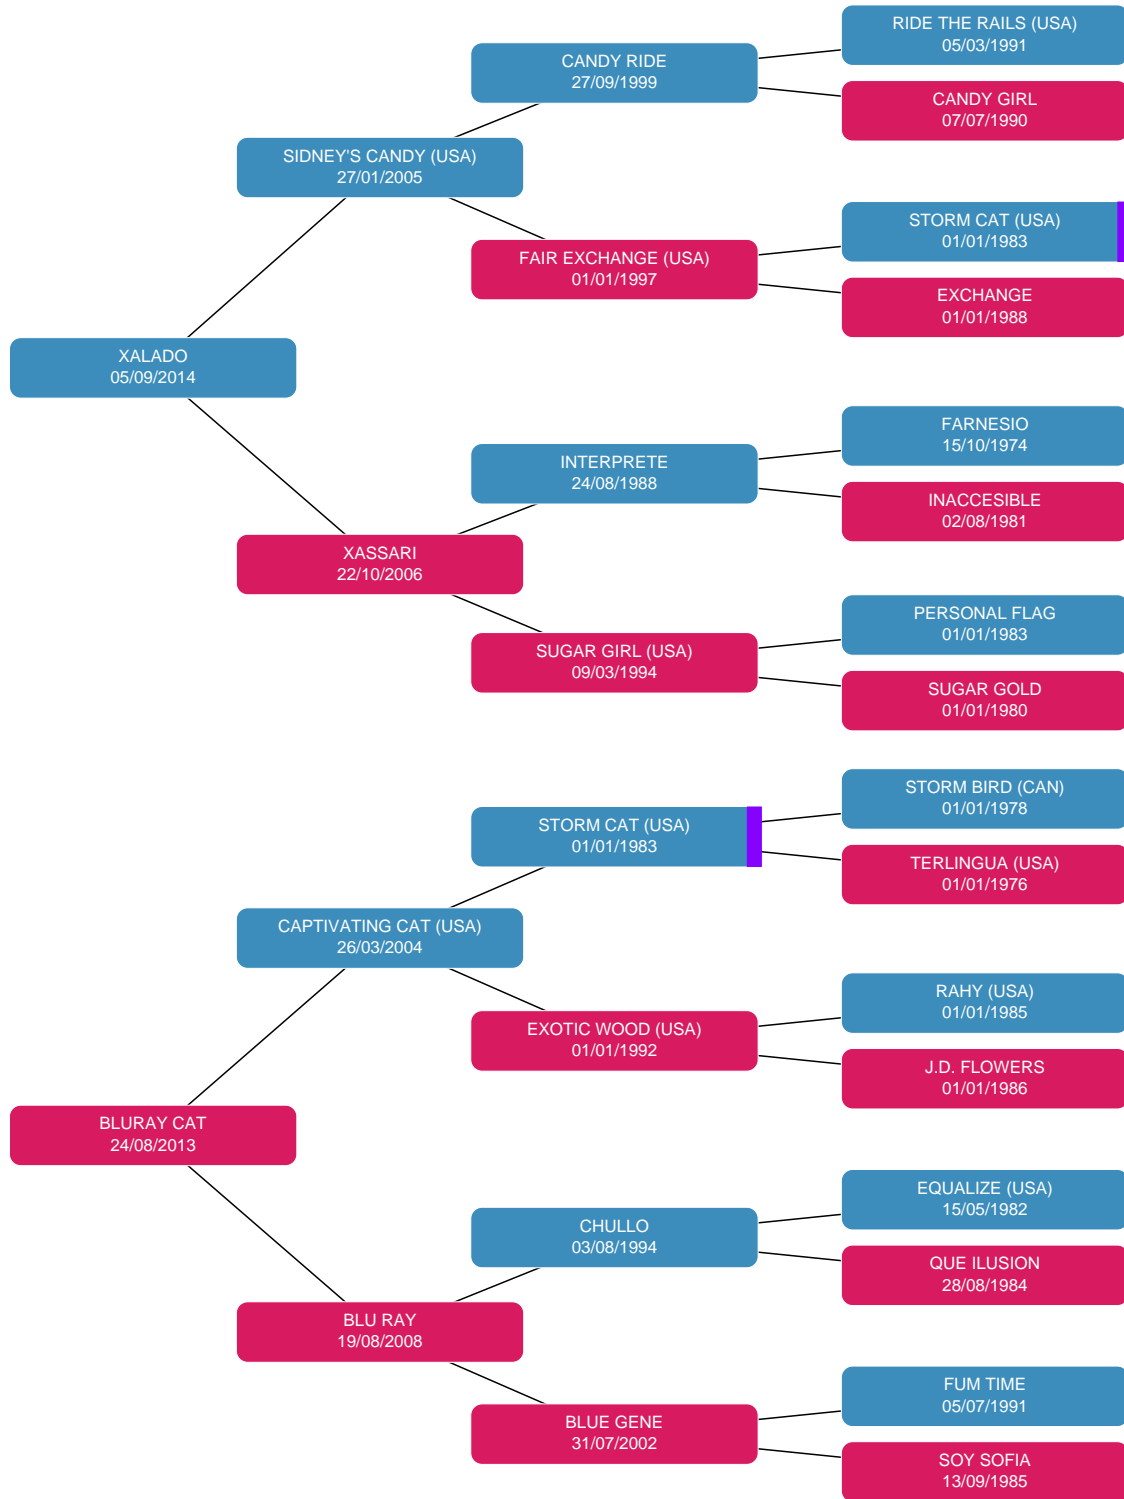 RIDE THE RAILS (USA)
05/03/1991
CANDY RIDE
27/09/1999
CANDY GIRL
07/07/1990
SIDNEY'S CANDY (USA)
27/01/2005
STORM CAT (USA)
01/01/1983
FAIR EXCHANGE (USA)
01/01/1997
EXCHANGE
01/01/1988
XALADO
05/09/2014
FARNESIO
15/10/1974
INTERPRETE
24/08/1988
INACCESIBLE
02/08/1981
XASSARI
22/10/2006
PERSONAL FLAG
01/01/1983
SUGAR GIRL (USA)
09/03/1994
SUGAR GOLD
01/01/1980
STORM BIRD (CAN)
01/01/1978
STORM CAT (USA)
01/01/1983
TERLINGUA (USA)
01/01/1976
CAPTIVATING CAT (USA)
26/03/2004
RAHY (USA)
01/01/1985
EXOTIC WOOD (USA)
01/01/1992
J.D. FLOWERS
01/01/1986
BLURAY CAT
24/08/2013
EQUALIZE (USA)
15/05/1982
CHULLO
03/08/1994
QUE ILUSION
28/08/1984
BLU RAY
19/08/2008
FUM TIME
05/07/1991
BLUE GENE
31/07/2002
SOY SOFIA
13/09/1985